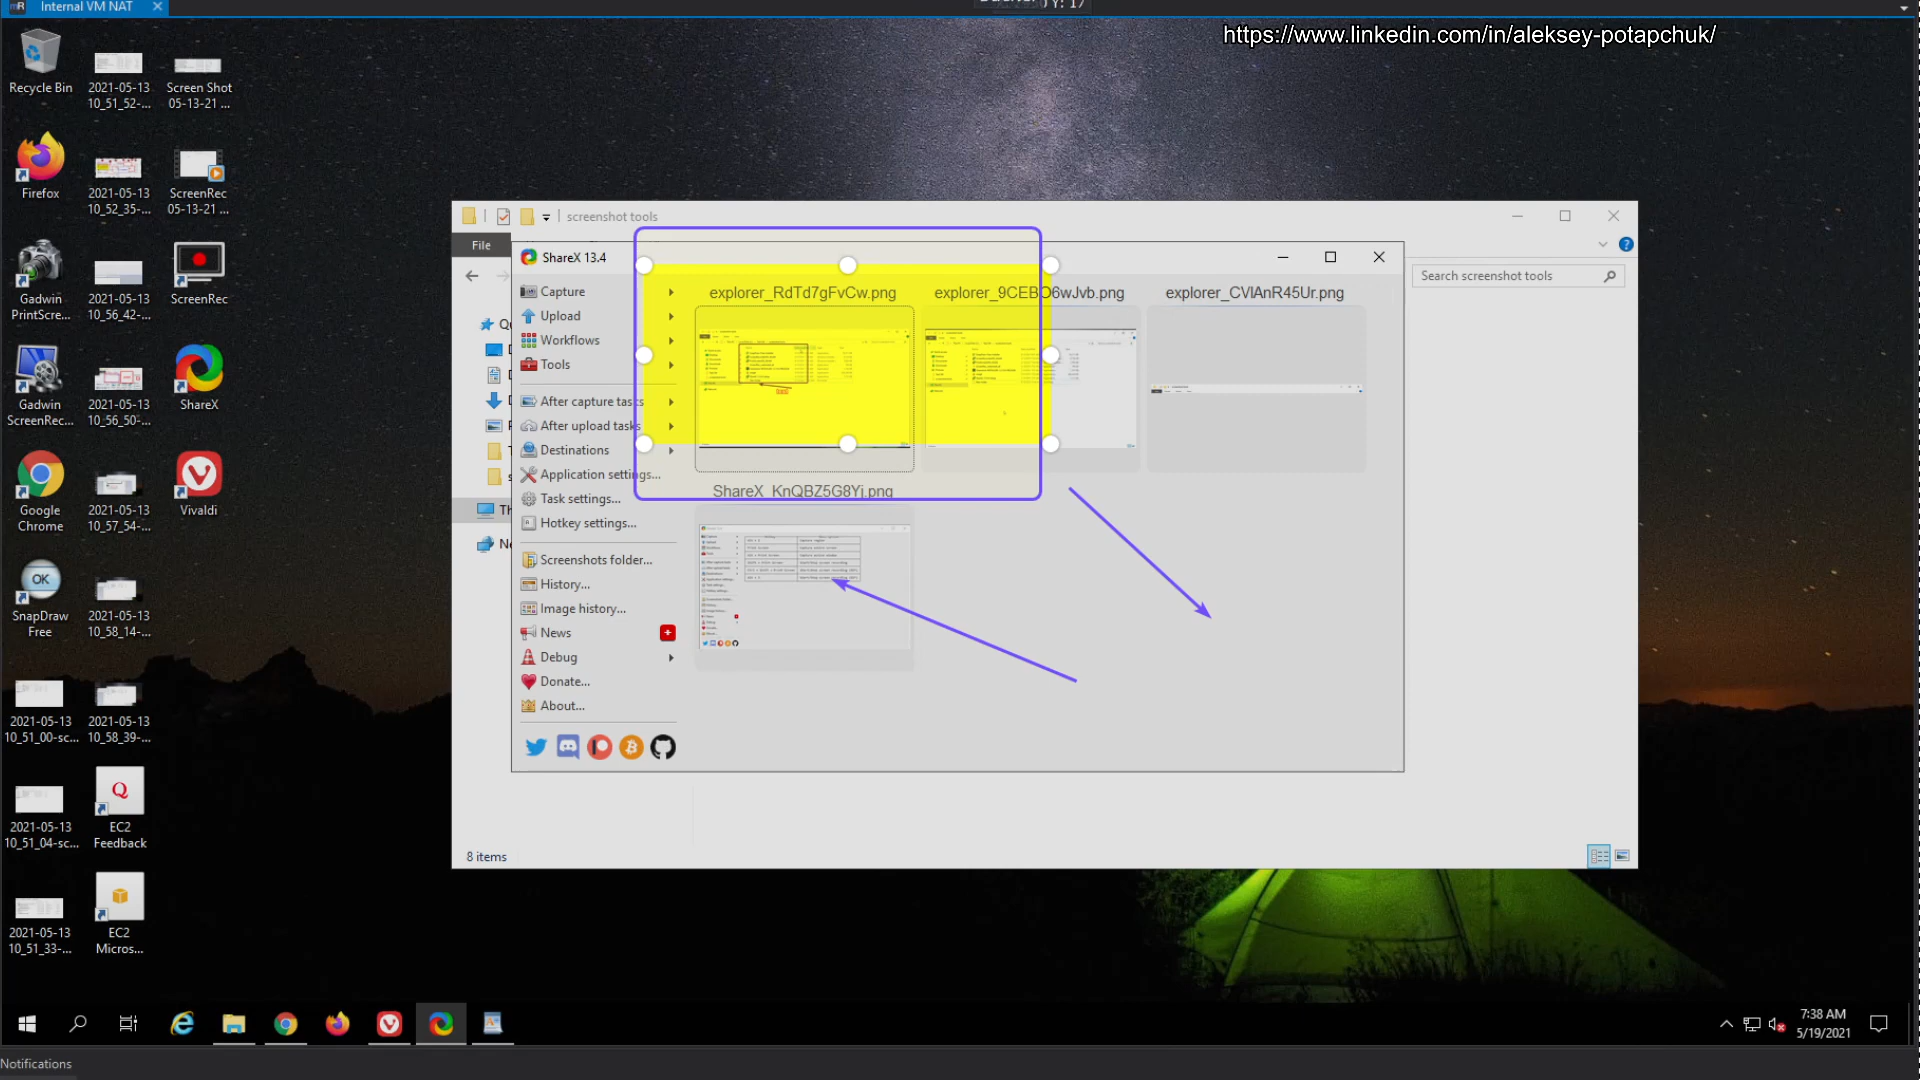 Internal VM NAT
https://www.linkedin.com/in/aleksey-potapchuk/
Recycle Bin
2021-05-13
10_51_52-...
Screen Shot
05-13-21 ...
Firefox
2021-05-13
10_52_35-...
ScreenRec
05-13-21 ...
Gadwin
PrintScre...
2021-05-13
10_56_42-...
ScreenRec
Gadwin
ScreenRec...
2021-05-13
10_56_50-...
ShareX
Google
Chrome
2021-05-13
10_57_54-...
Vivaldi
OK
SnapDraw
Free
2021-05-13
10_58_14-...
2021-05-13
10_51_00-sc...
2021-05-13
10_58_39-...
2021-05-13
10_51_04-sc...
EC2
Feedback
2021-05-13
10_51_33-...
EC2
Micros...
screenshot tools
File
Search screenshot tools
ShareX 13.4
Capture
Upload
Workflows
Tools
After capture tasks
After upload tasks
Destinations
Application settings...
Task settings...
Hotkey settings...
Screenshots folder...
History...
Image history...
News
Debug
Donate...
About...
explorer_RdTd7gFvCw.png
explorer_9CEBO6wJvb.png
explorer_CVlAnR45Ur.png
ShareX_KnQBZ5G8Yj.png
8 items
7:38 AM
5/19/2021
Notifications